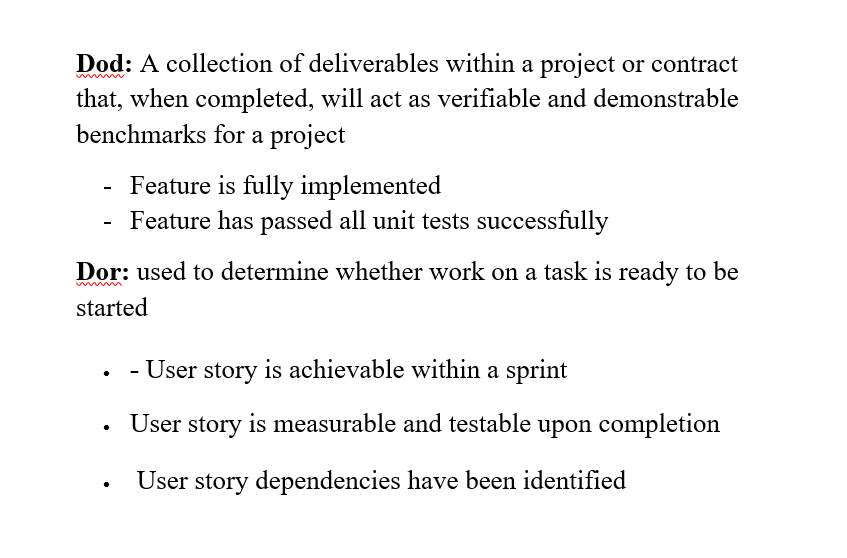 Dod: A collection of deliverables within a project or contract
that, when completed, will act as verifiable and demonstrable
benchmarks for a project
- Feature is fully implemented
- Feature has passed all unit tests successfully
Dor: used to determine whether work on a task is ready to be
started
• - User story is achievable within a sprint
• User story is measurable and testable upon completion
• User story dependencies have been identified